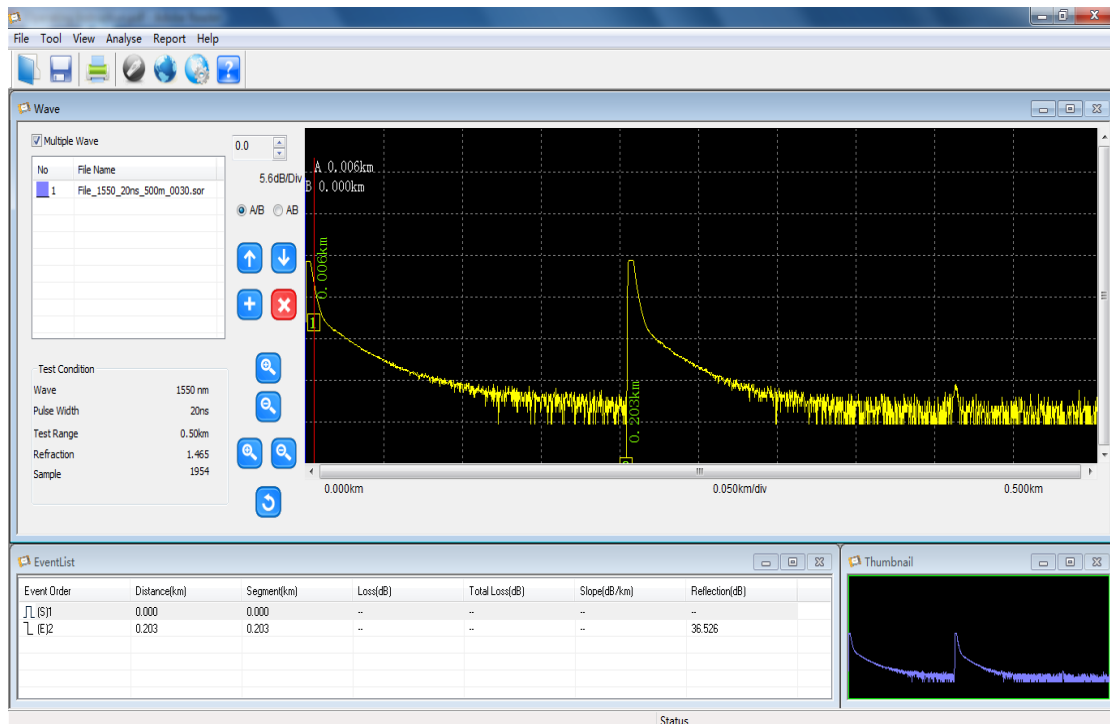 File Tool View Analyse Report Help
Wave
Multiple Wave
No File Name
1 File_1550_20ns_500m_0030.sor
Test Condition
Wave 1550 nm
Pulse Width 20ns
Test Range 0.50km
Refraction 1.465
Sample 1954
0.0
5.6dB/Div
A/B AB
A 0.006km
B 0.000km
0.006km
1
0.203km
0.000km 0.050km/div 0.500km
EventList
Event Order Distance(km) Segment(km) Loss(dB) Total Loss(dB) Slope(dB/km) Reflection(dB)
(S)1 0.000 0.000 -- -- -- --
(E)2 0.203 0.203 -- -- -- 36.526
Thumbnail
Status